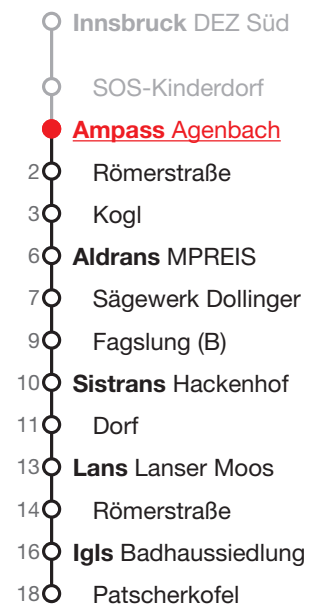 Innsbruck DEZ Süd
SOS-Kinderdorf
Ampass Agenbach
2 Römerstraße
3 Kogl
6 Aldrans MPREIS
7 Sägewerk Dollinger
9 Fagslung (B)
10 Sistrans Hackenhof
11 Dorf
13 Lans Lanser Moos
14 Römerstraße
16 Igls Badhaussiedlung
18 Patscherkofel